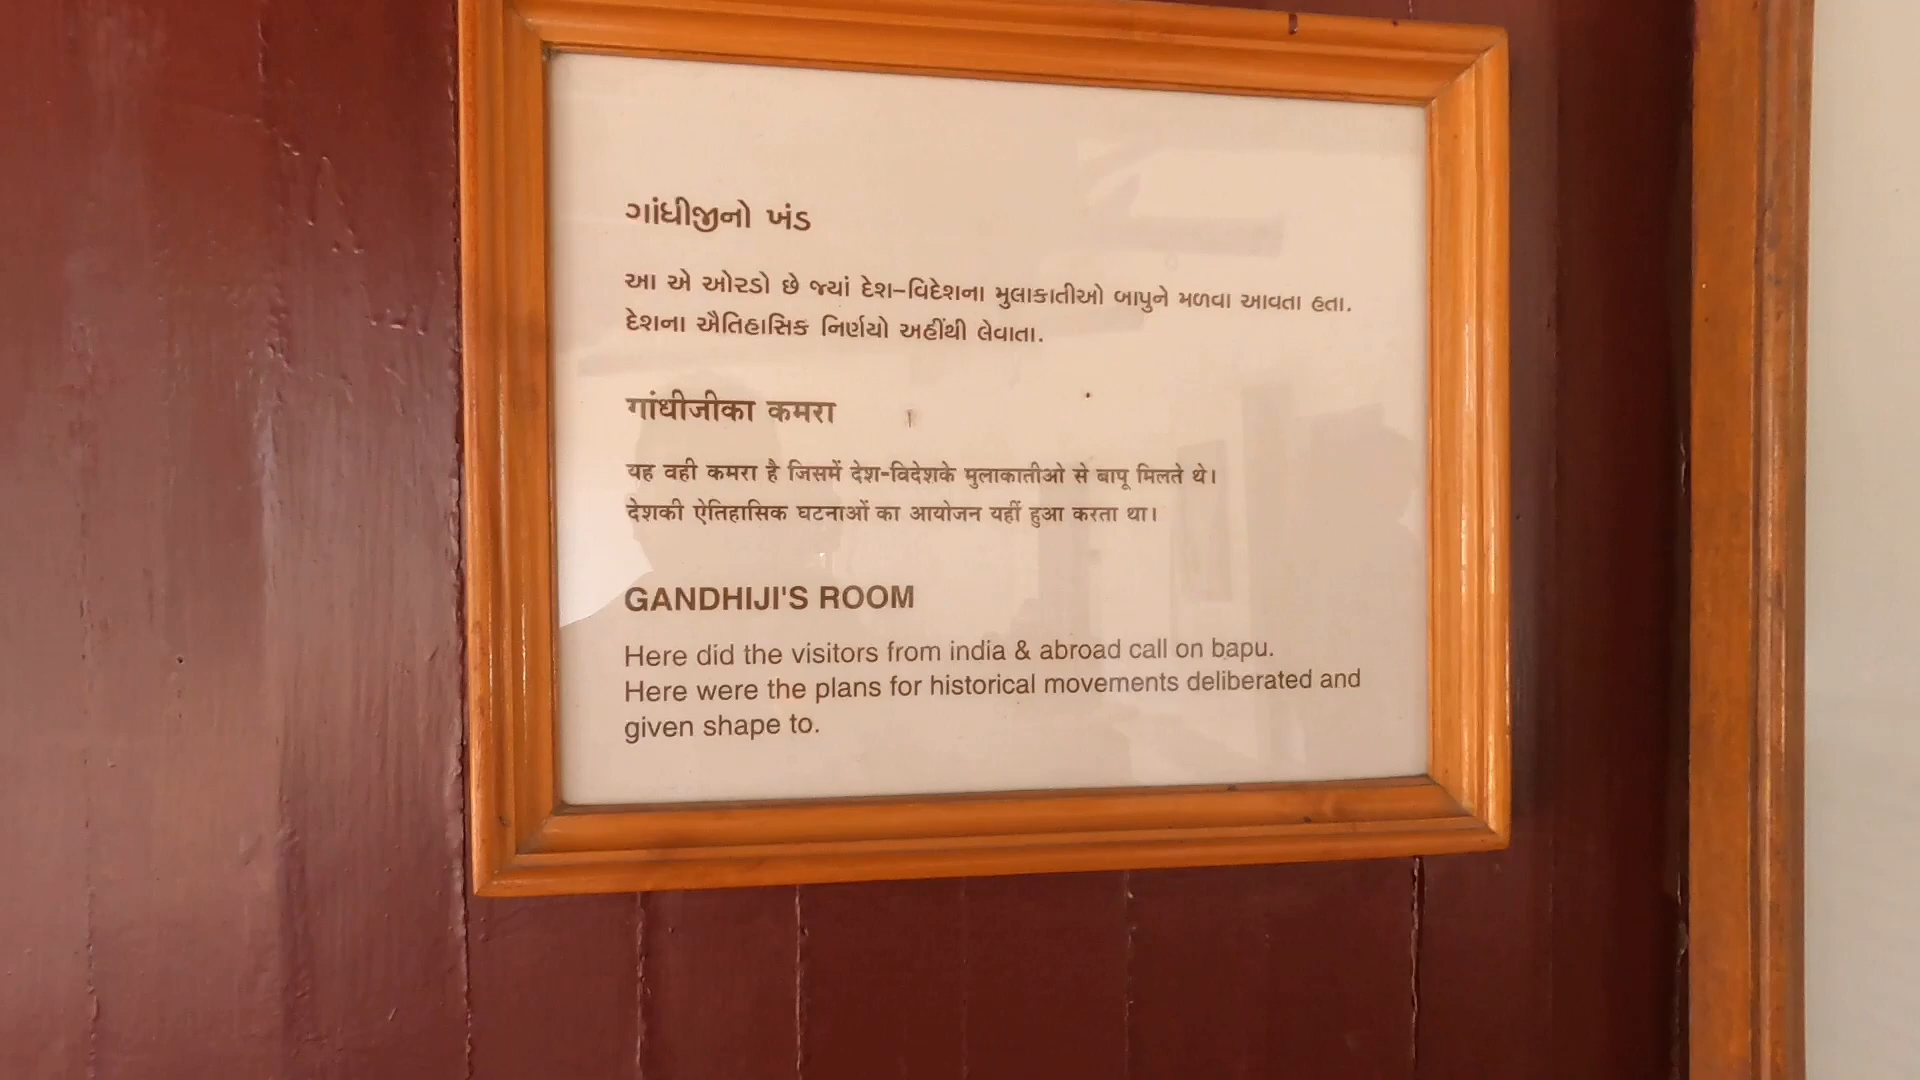 ગાંધીજીનો ખંડ
આ એ ઓરડો છે જ્યાં દેશ–વિદેશના મુલાકાતીઓ બાપુને મળવા આવતા હતા.
દેશના ઐતિહાસિક નિર્ણયો અહીંથી લેવાતા.
गांधीजीका कमरा
यह वही कमरा है जिसमें देश-विदेशके मुलाकातीओ से बापू मिलते थे।
देशकी ऐतिहासिक घटनाओं का आयोजन यहीं हुआ करता था।
GANDHIJI'S ROOM
Here did the visitors from india & abroad call on bapu.
Here were the plans for historical movements deliberated and
given shape to.